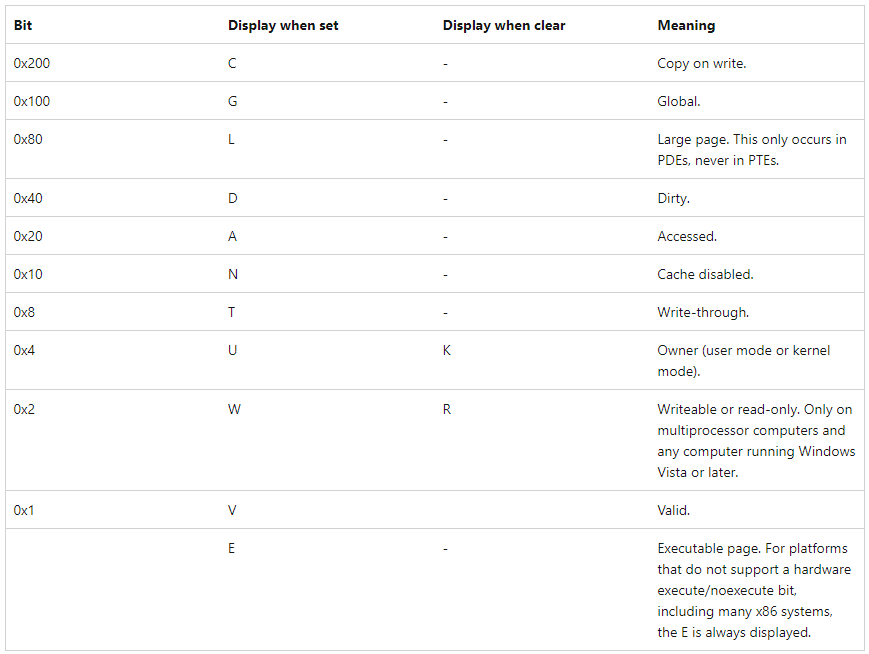 Bit Display when set Display when clear Meaning
0x200 C - Copy on write.
0x100 G - Global.
0x80 L - Large page. This only occurs in
PDEs, never in PTEs.
0x40 D - Dirty.
0x20 A - Accessed.
0x10 N - Cache disabled.
0x8 T - Write-through.
0x4 U K Owner (user mode or kernel
mode).
0x2 W R Writeable or read-only. Only on
multiprocessor computers and
any computer running Windows
Vista or later.
0x1 V Valid.
E - Executable page. For platforms
that do not support a hardware
execute/noexecute bit,
including many x86 systems,
the E is always displayed.